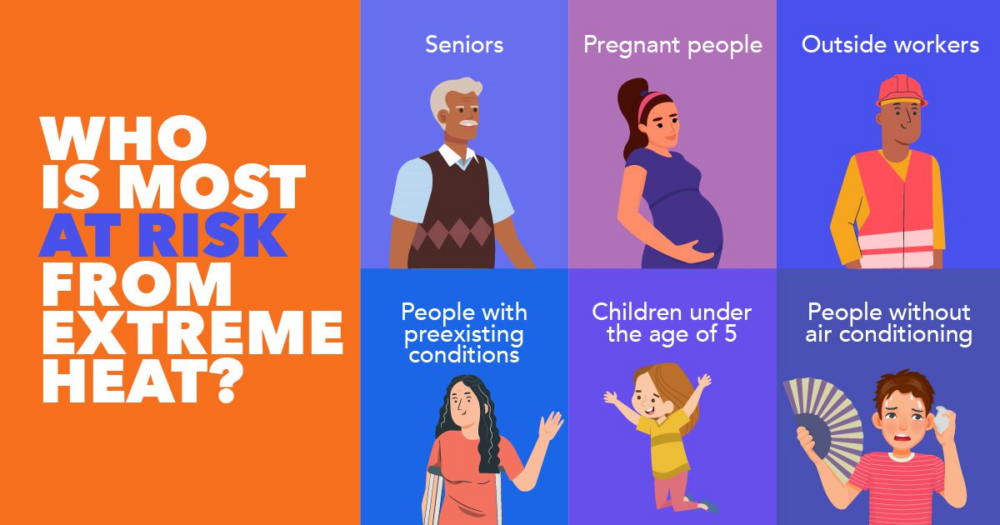 WHO
IS MOST
AT RISK
FROM
EXTREME
HEAT?
Seniors
Pregnant people
Outside workers
People with
preexisting
conditions
Children under
the age of 5
People without
air conditioning